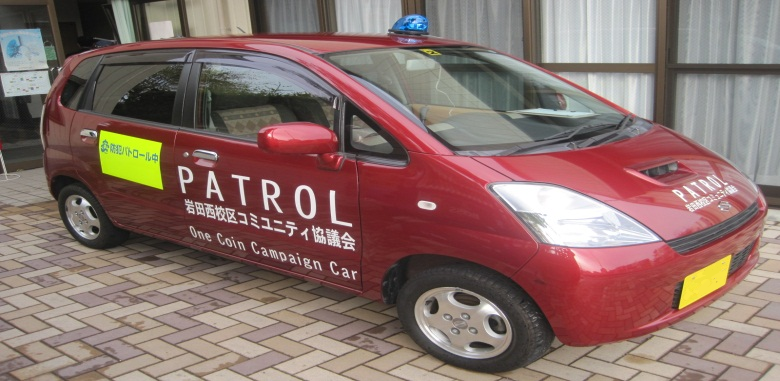 防犯パトロール中
PATROL
岩田西校区コミュニティ協議会
One Coin Campaign Car
PATROL
岩田西校区コミュニティ協議会